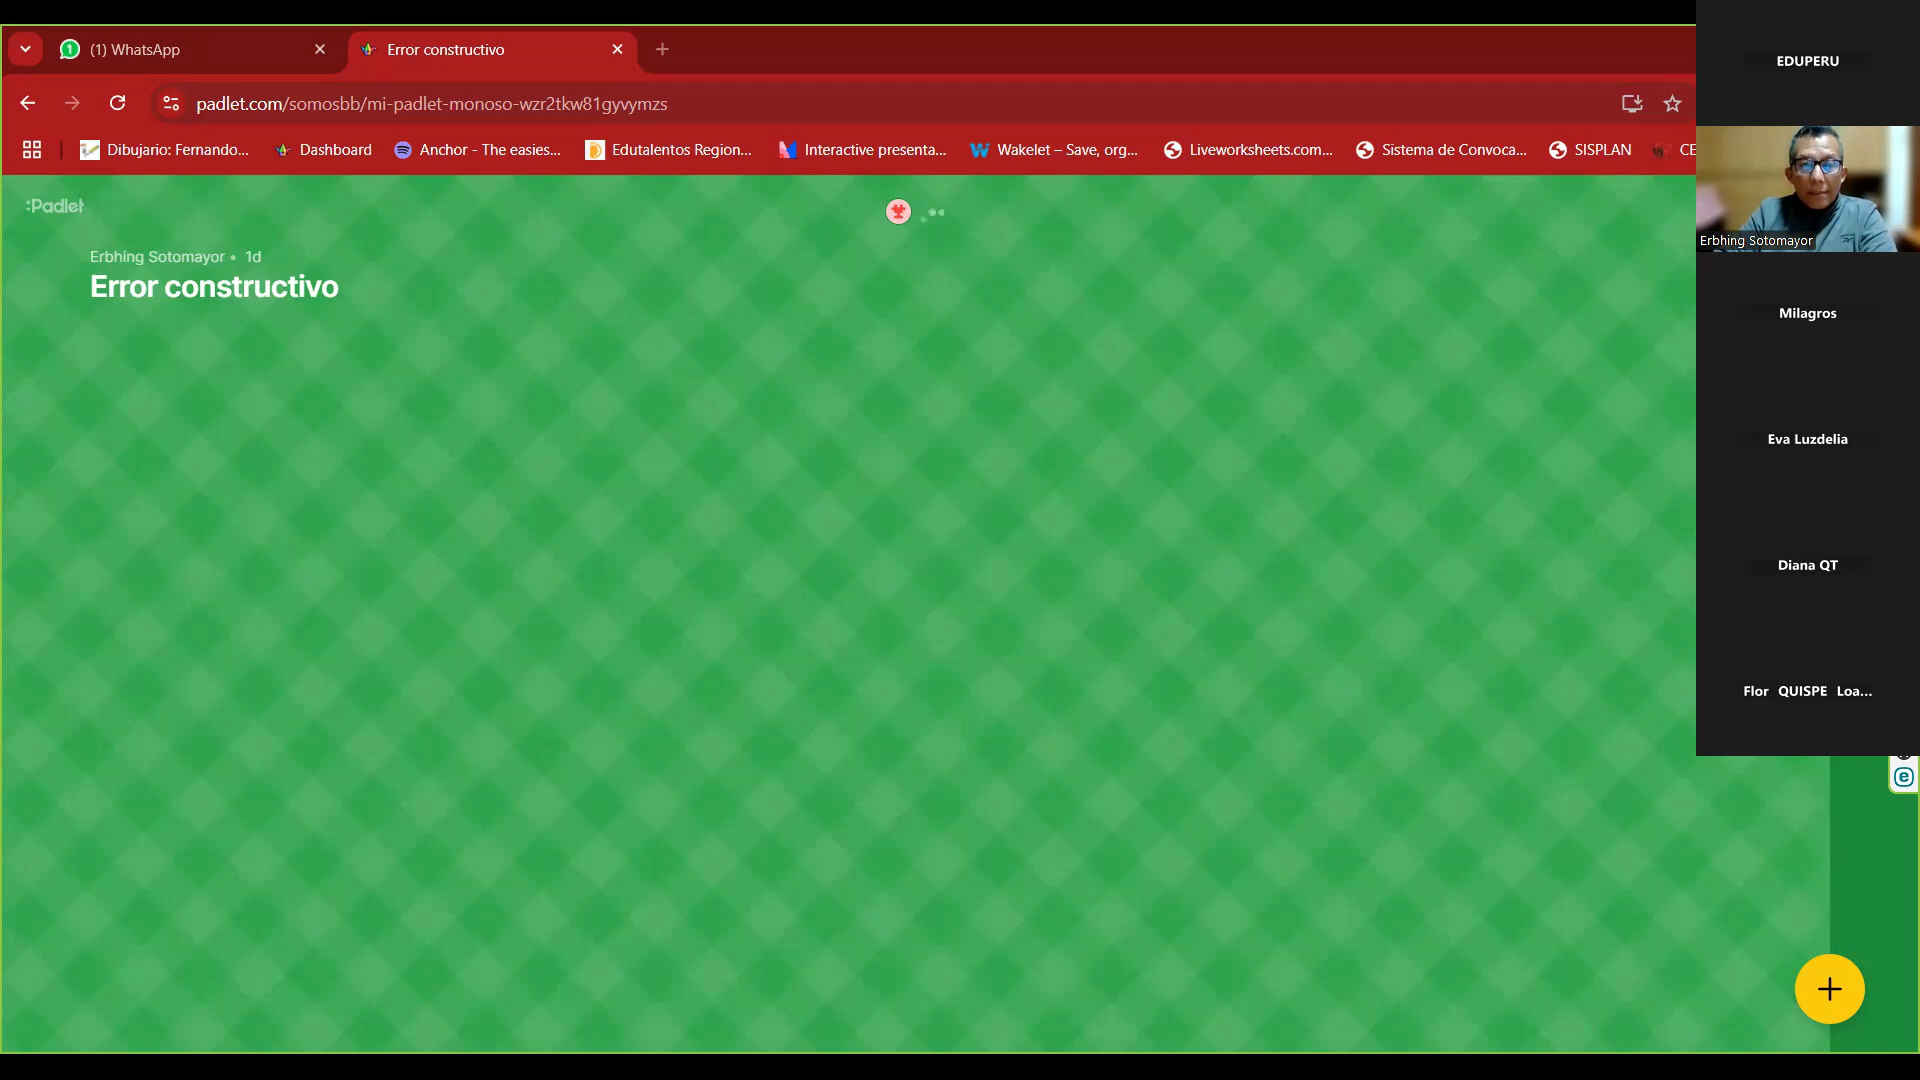 (1) WhatsApp
Error constructivo
padlet.com/somosbb/mi-padlet-monoso-wzr2tkw81gyvymzs
Dibujario: Fernando...
Dashboard
Anchor - The easies...
Edutalentos Region...
Interactive presenta...
Wakelet – Save, org...
Liveworksheets.com...
Sistema de Convoca...
SISPLAN
CE
:Padlet
Erbhing Sotomayor • 1d
Error constructivo
EDUPERU
Erbhing Sotomayor
Milagros
Eva Luzdelia
Diana QT
Flor QUISPE Loa...